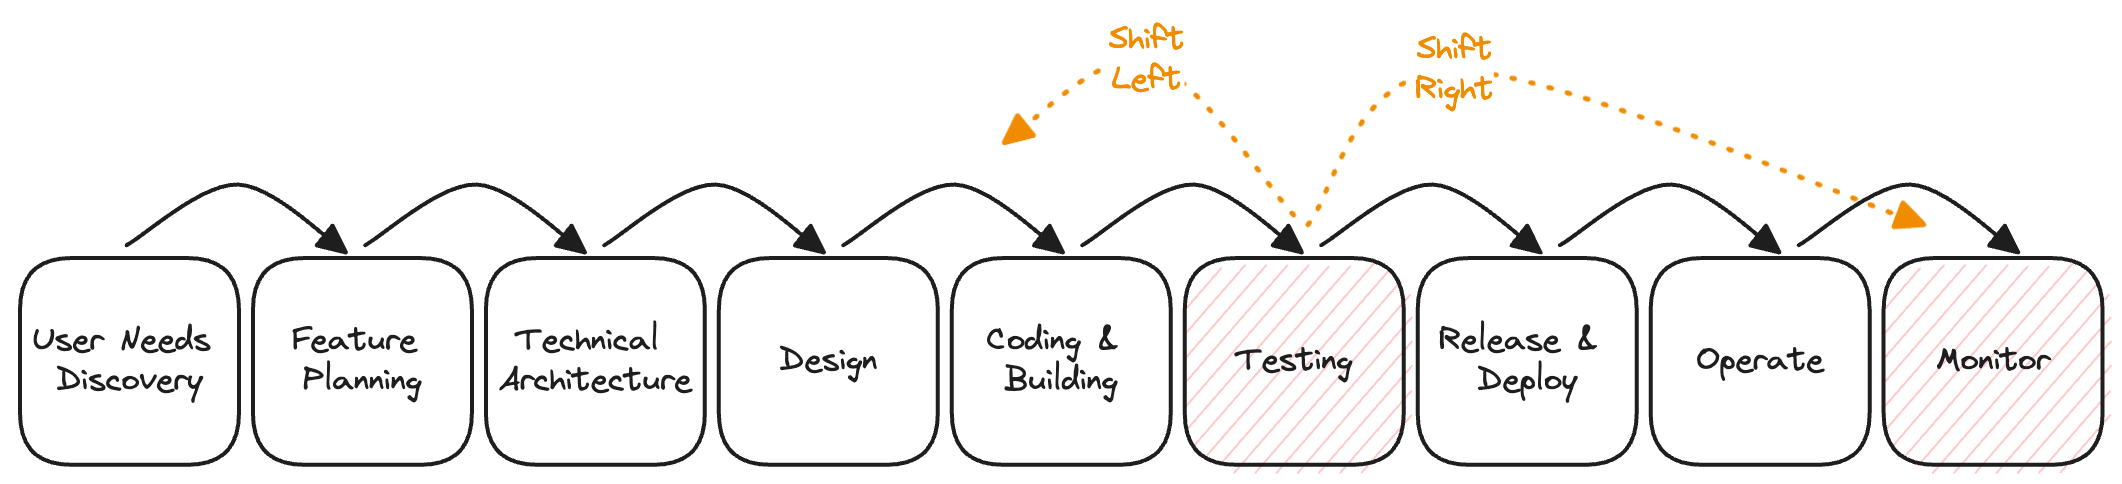 Shift
Left
Shift
Right
User Needs
Discovery
Feature
Planning
Technical
Architecture
Design
Coding &
Building
Testing
Release &
Deploy
Operate
Monitor